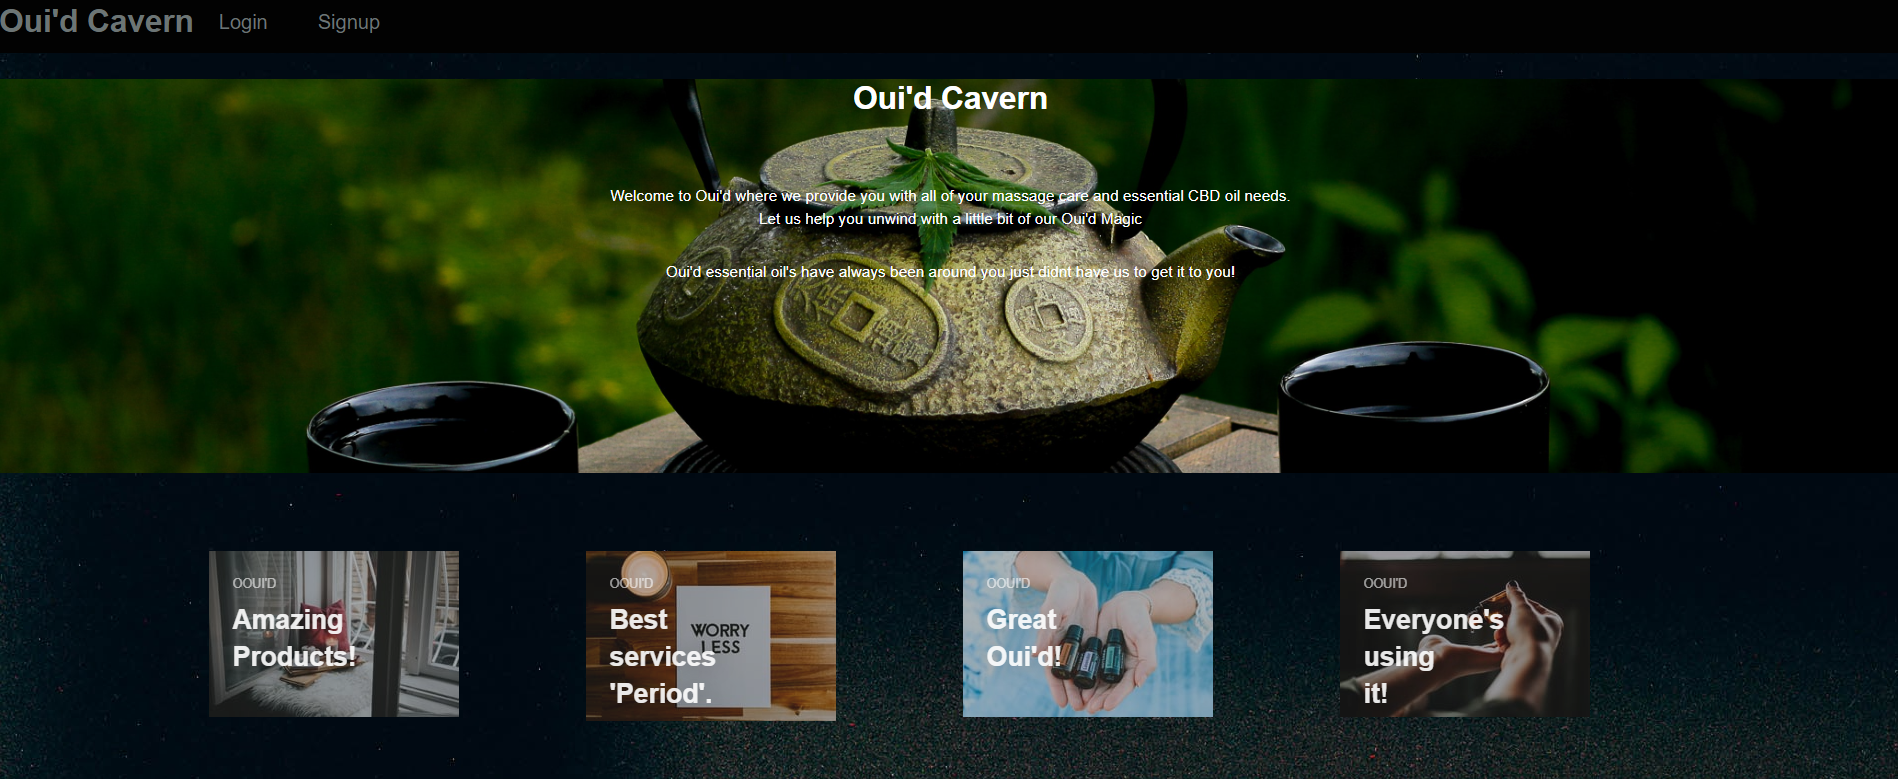 Oui'd Cavern Login Signup
Oui'd Cavern
Welcome to Oui'd where we provide you with all of your massage care and essential CBD oil needs.
Let us help you unwind with a little bit of our Oui'd Magic
Oui'd essential oil's have always been around you just didnt have us to get it to you!
OOUI'D
Amazing
Products!
OOUI'D
Best
services
'Period'.
WORRY
LESS
OOUI'D
Great
Oui'd!
OOUI'D
Everyone's
using
it!